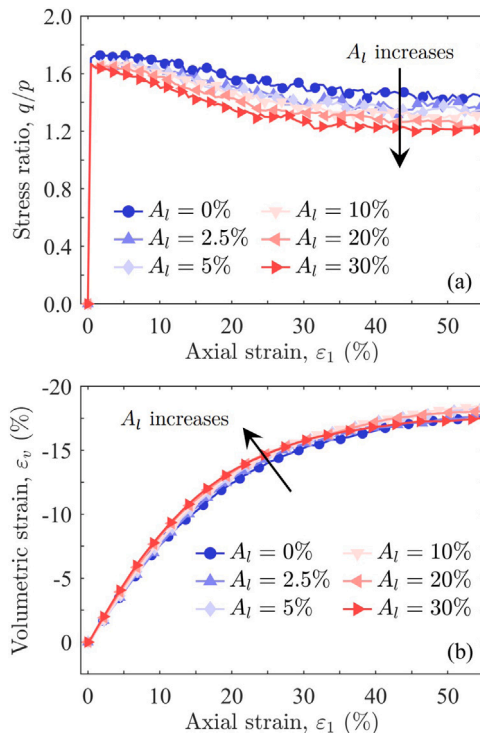 2.0
1.6
1.2
0.8
0.4
0.0
Stress ratio, q/p
A_l increases
A_l = 0% A_l = 10%
A_l = 2.5% A_l = 20%
A_l = 5% A_l = 30%
(a)
0 10 20 30 40 50
Axial strain, ε_1 (%)
-20
-15
-10
-5
0
Volumetric strain, ε_v (%)
A_l increases
A_l = 0% A_l = 10%
A_l = 2.5% A_l = 20%
A_l = 5% A_l = 30%
(b)
0 10 20 30 40 50
Axial strain, ε_1 (%)